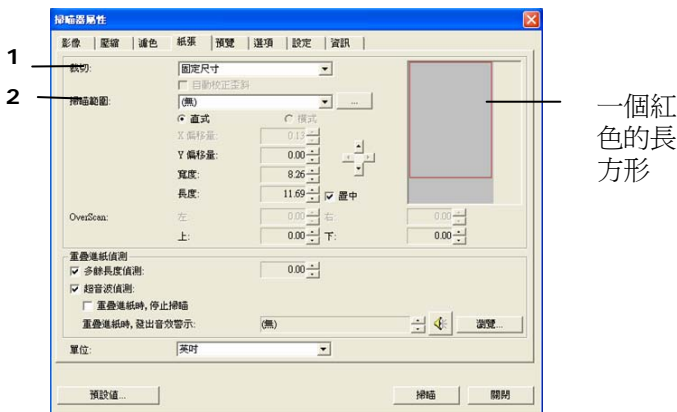 掃瞄器屬性
影像 壓縮 濾色 紙張 預覽 選項 設定 資訊
1
裁切: 固定尺寸
自動校正歪斜
2
掃瞄範圍: (無) ...
直式 橫式
X 偏移量: 0.13
Y 偏移量: 0.00
寬度: 8.26
長度: 11.69 置中
OverScan: 左: 0.00 右: 0.00
上: 0.00 下: 0.00
一個紅
色的長
方形
重疊進紙偵測
多餘長度偵測: 0.00
超音波偵測:
重疊進紙時, 停止掃瞄
重疊進紙時, 發出音效警示: (無) 瀏覽...
單位: 英吋
預設值... 掃瞄 關閉